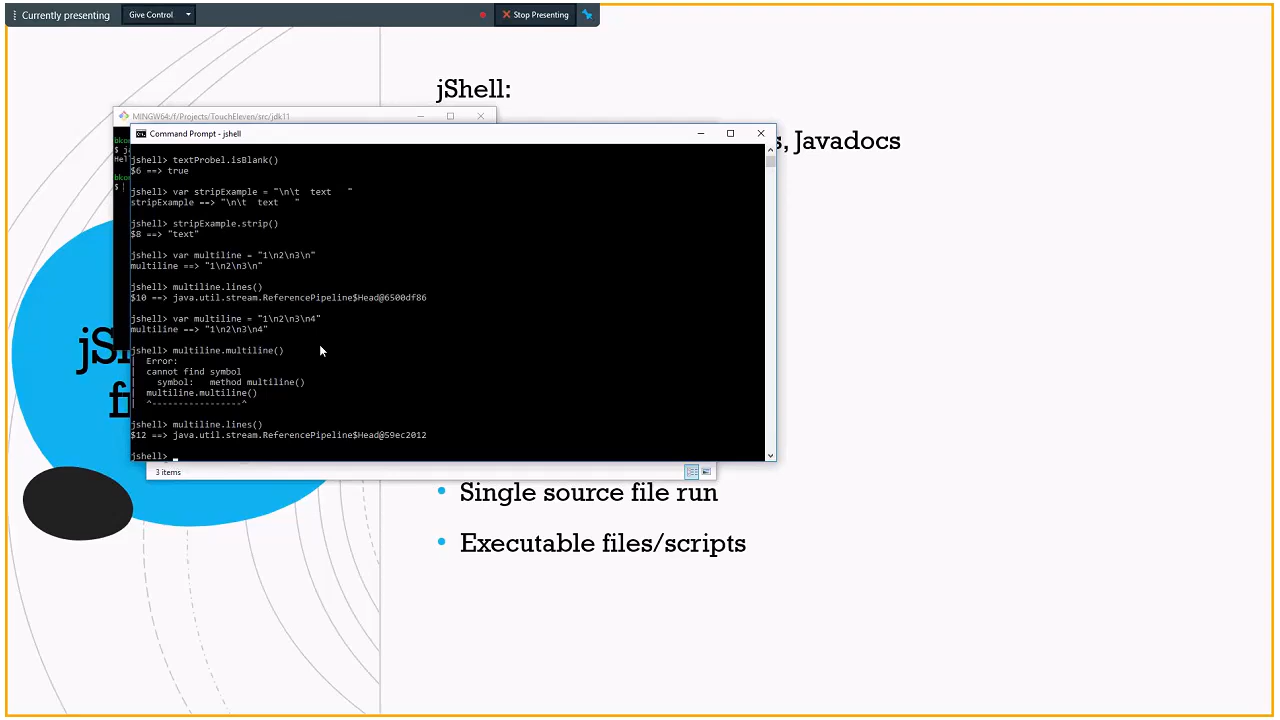 Currently presenting
Give Control
Stop Presenting
jShell:
MINGW64:/f/Projects/TouchEleven/src/jdk11
Command Prompt - jshell
s, Javadocs
jshell> textProbel.isBlank()
$6 ==> true
jshell> var stripExample = "\n\t  text   "
stripExample ==> "\n\t  text   "
jshell> stripExample.strip()
$8 ==> "text"
jshell> var multiline = "1\n2\n3\n"
multiline ==> "1\n2\n3\n"
jshell> multiline.lines()
$10 ==> java.util.stream.ReferencePipeline$Head@6500df86
jshell> var multiline = "1\n2\n3\n4"
multiline ==> "1\n2\n3\n4"
jshell> multiline.multiline()
|  Error:
|  cannot find symbol
|    symbol:   method multiline()
|  multiline.multiline()
|  ^-----------------^
jshell> multiline.lines()
$12 ==> java.util.stream.ReferencePipeline$Head@59ec2012
jshell>
3 items
Single source file run
Executable files/scripts